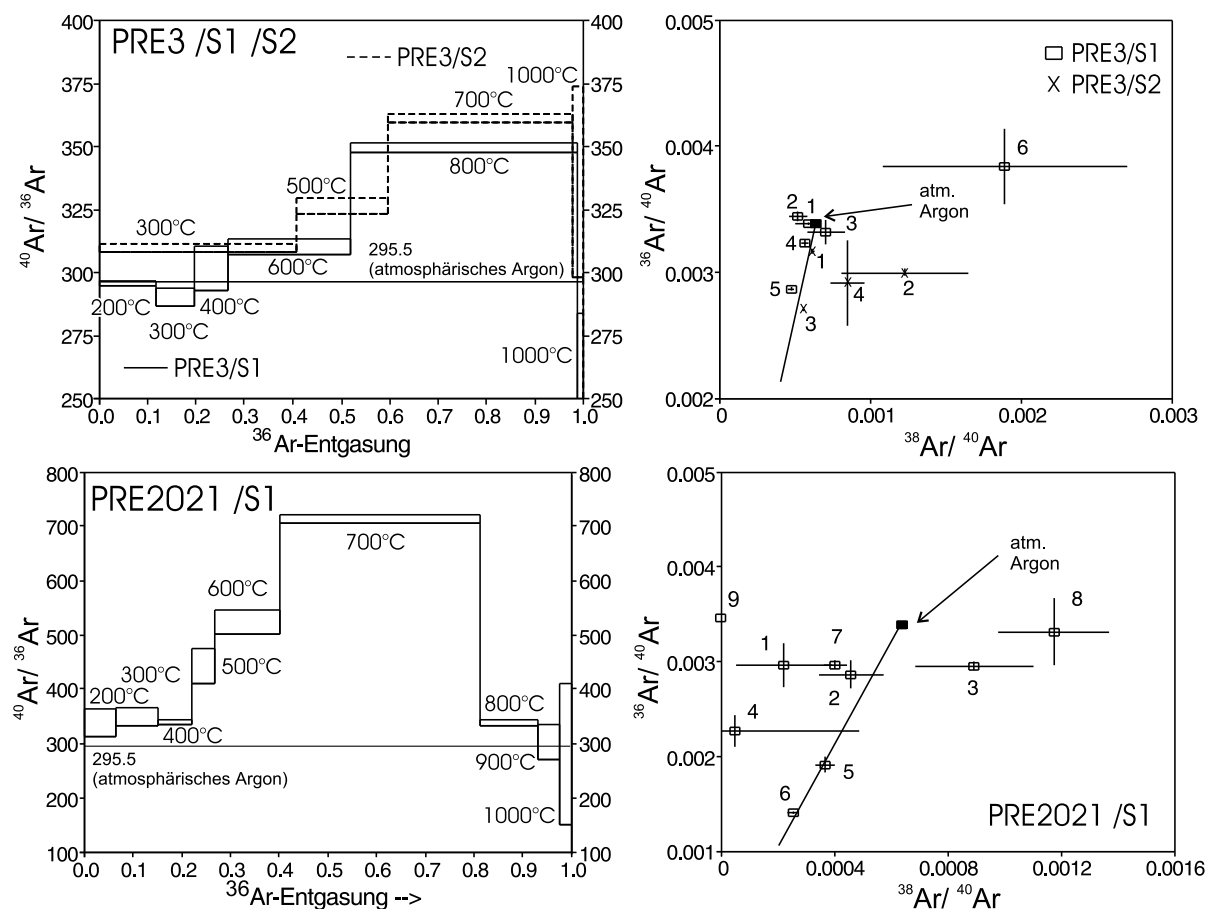 PRE3 /S1 /S2
PRE3/S2
1000°C
700°C
500°C
300°C
800°C
600°C
295.5
(atmosphärisches Argon)
200°C
300°C
400°C
1000°C
PRE3/S1
400
375
350
325
300
275
250
400
375
350
325
300
275
250
40Ar/ 36Ar
0.0 0.1 0.2 0.3 0.4 0.5 0.6 0.7 0.8 0.9 1.0
36Ar-Entgasung
PRE3/S1
PRE3/S2
6
atm.
Argon
2 1 3
4 1
5 4 2
3
0.005
0.004
0.003
0.002
36Ar/ 40Ar
0 0.001 0.002 0.003
38Ar/ 40Ar
PRE2021 /S1
700°C
600°C
500°C
300°C
200°C
400°C
800°C
900°C
1000°C
295.5
(atmosphärisches Argon)
800
700
600
500
400
300
200
100
800
700
600
500
400
300
200
100
40Ar/ 36Ar
0.0 0.1 0.2 0.3 0.4 0.5 0.6 0.7 0.8 0.9 1.0
36Ar-Entgasung -->
atm.
Argon
9
8
1 7
2 3
4
5
6
PRE2021 /S1
0.005
0.004
0.003
0.002
0.001
36Ar/ 40Ar
0.0000 0.0004 0.0008 0.0012 0.0016
38Ar/ 40Ar